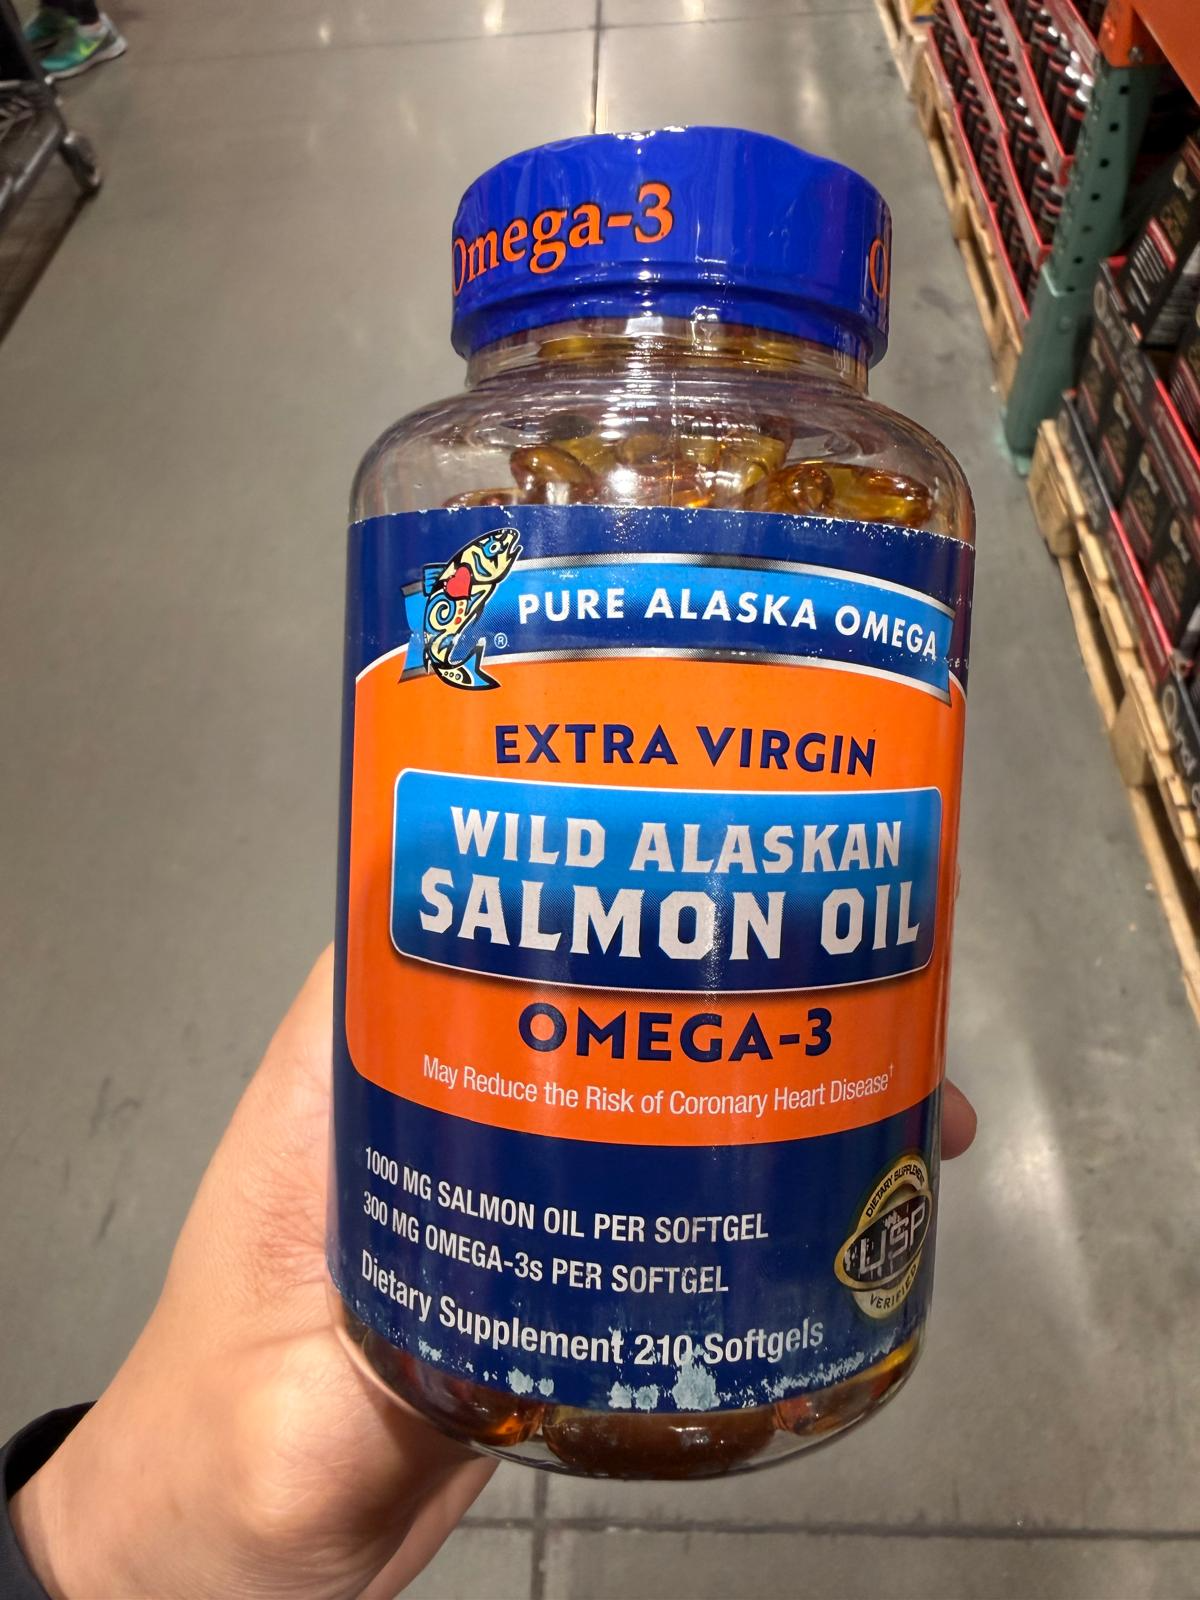 Omega-3
PURE ALASKA OMEGA
®
EXTRA VIRGIN
WILD ALASKAN
SALMON OIL
OMEGA-3
May Reduce the Risk of Coronary Heart Disease†
1000 MG SALMON OIL PER SOFTGEL
300 MG OMEGA-3s PER SOFTGEL
Dietary Supplement 210 Softgels
DIETARY SUPPLEMENT
USP
VERIFIED